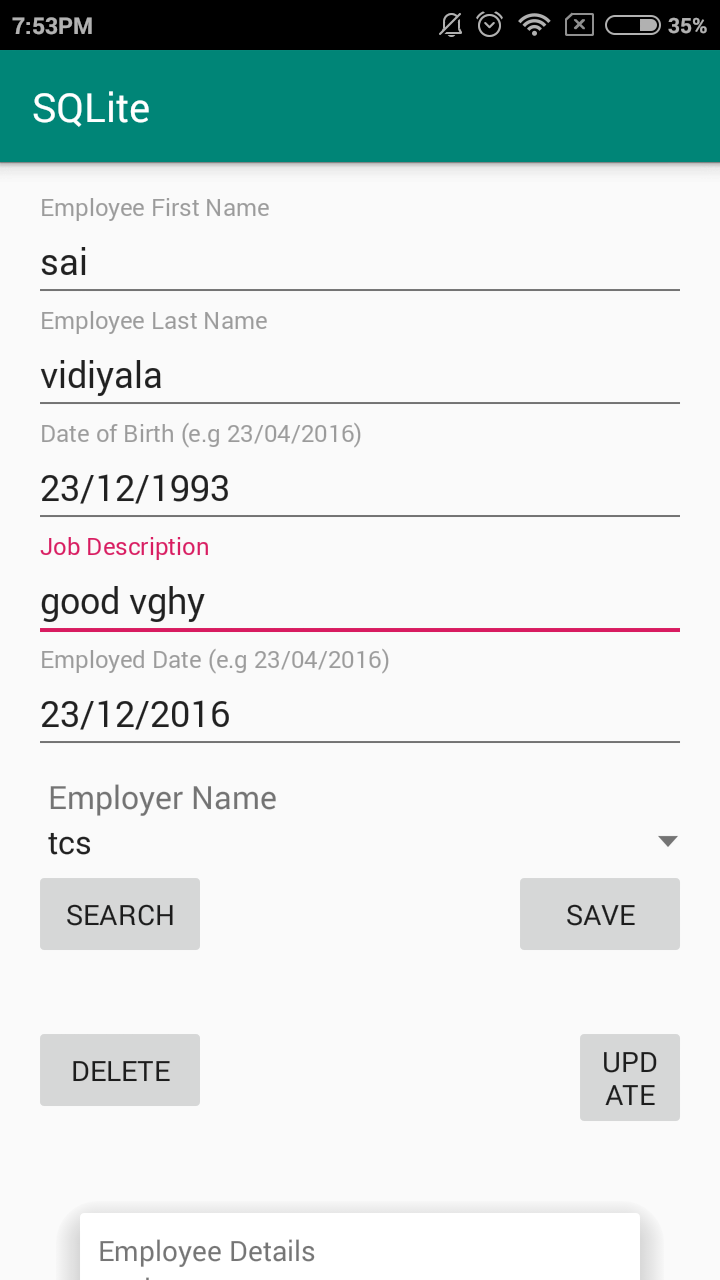 7:53PM 35%
SQLite
Employee First Name
sai
Employee Last Name
vidiyala
Date of Birth (e.g 23/04/2016)
23/12/1993
Job Description
good vghy
Employed Date (e.g 23/04/2016)
23/12/2016
Employer Name
tcs
SEARCH SAVE
DELETE UPD
ATE
Employee Details